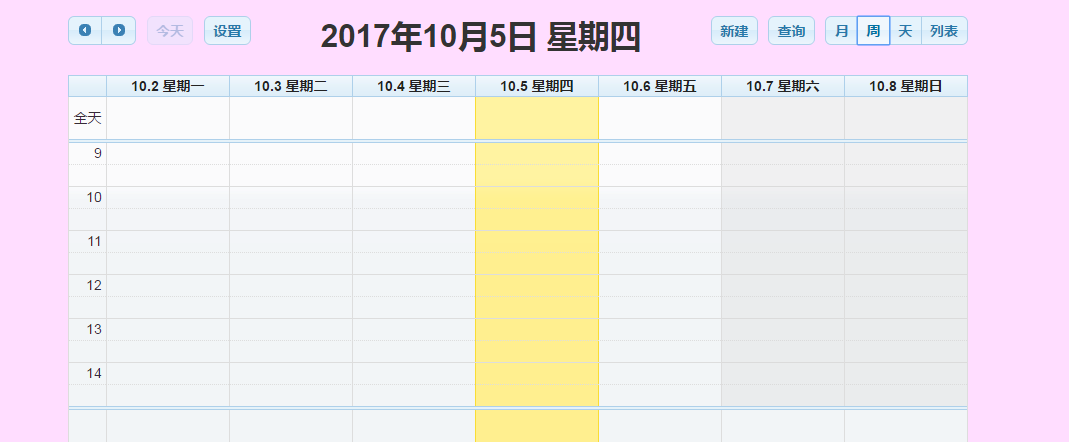 今天 设置 2017年10月5日 星期四 新建 查询 月 周 天 列表
10.2 星期一 10.3 星期二 10.4 星期三 10.5 星期四 10.6 星期五 10.7 星期六 10.8 星期日
全天
9
10
11
12
13
14